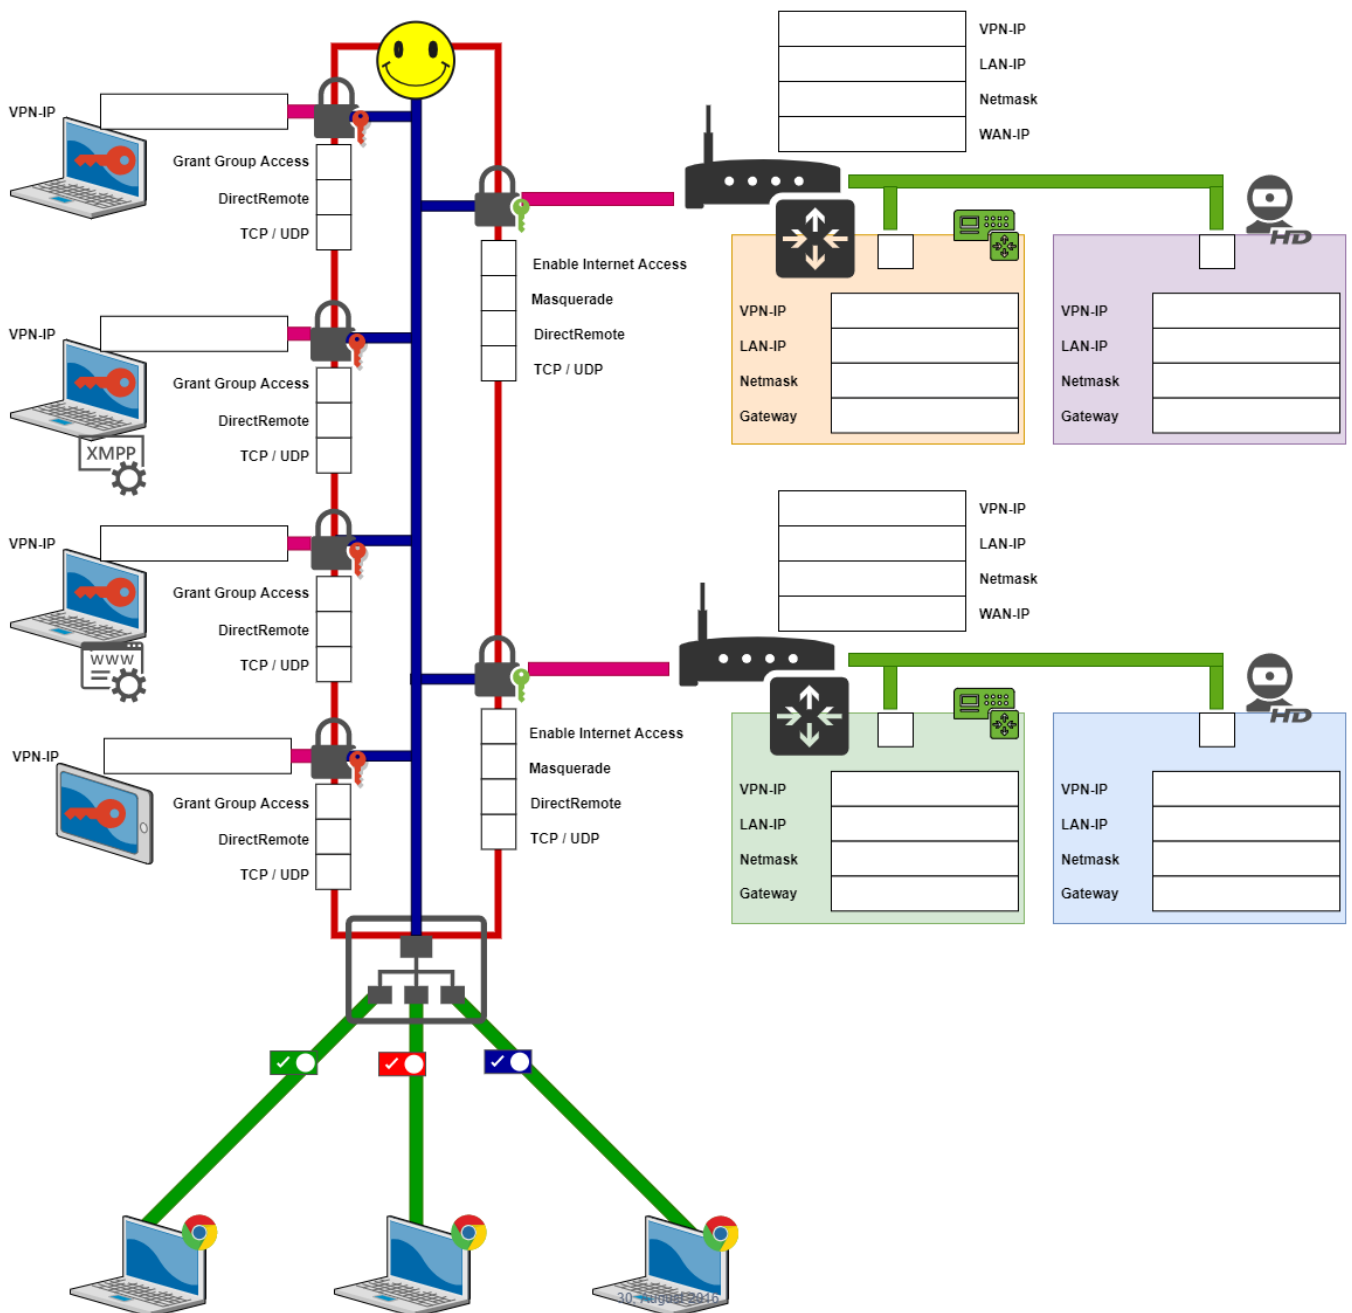 VPN-IP
Grant Group Access
DirectRemote
TCP / UDP
VPN-IP
Grant Group Access
DirectRemote
TCP / UDP
XMPP
VPN-IP
Grant Group Access
DirectRemote
TCP / UDP
WWW
VPN-IP
Grant Group Access
DirectRemote
TCP / UDP
Enable Internet Access
Masquerade
DirectRemote
TCP / UDP
Enable Internet Access
Masquerade
DirectRemote
TCP / UDP
VPN-IP
LAN-IP
Netmask
WAN-IP
HD
VPN-IP
LAN-IP
Netmask
Gateway
VPN-IP
LAN-IP
Netmask
Gateway
VPN-IP
LAN-IP
Netmask
WAN-IP
HD
VPN-IP
LAN-IP
Netmask
Gateway
VPN-IP
LAN-IP
Netmask
Gateway
30. August 2016